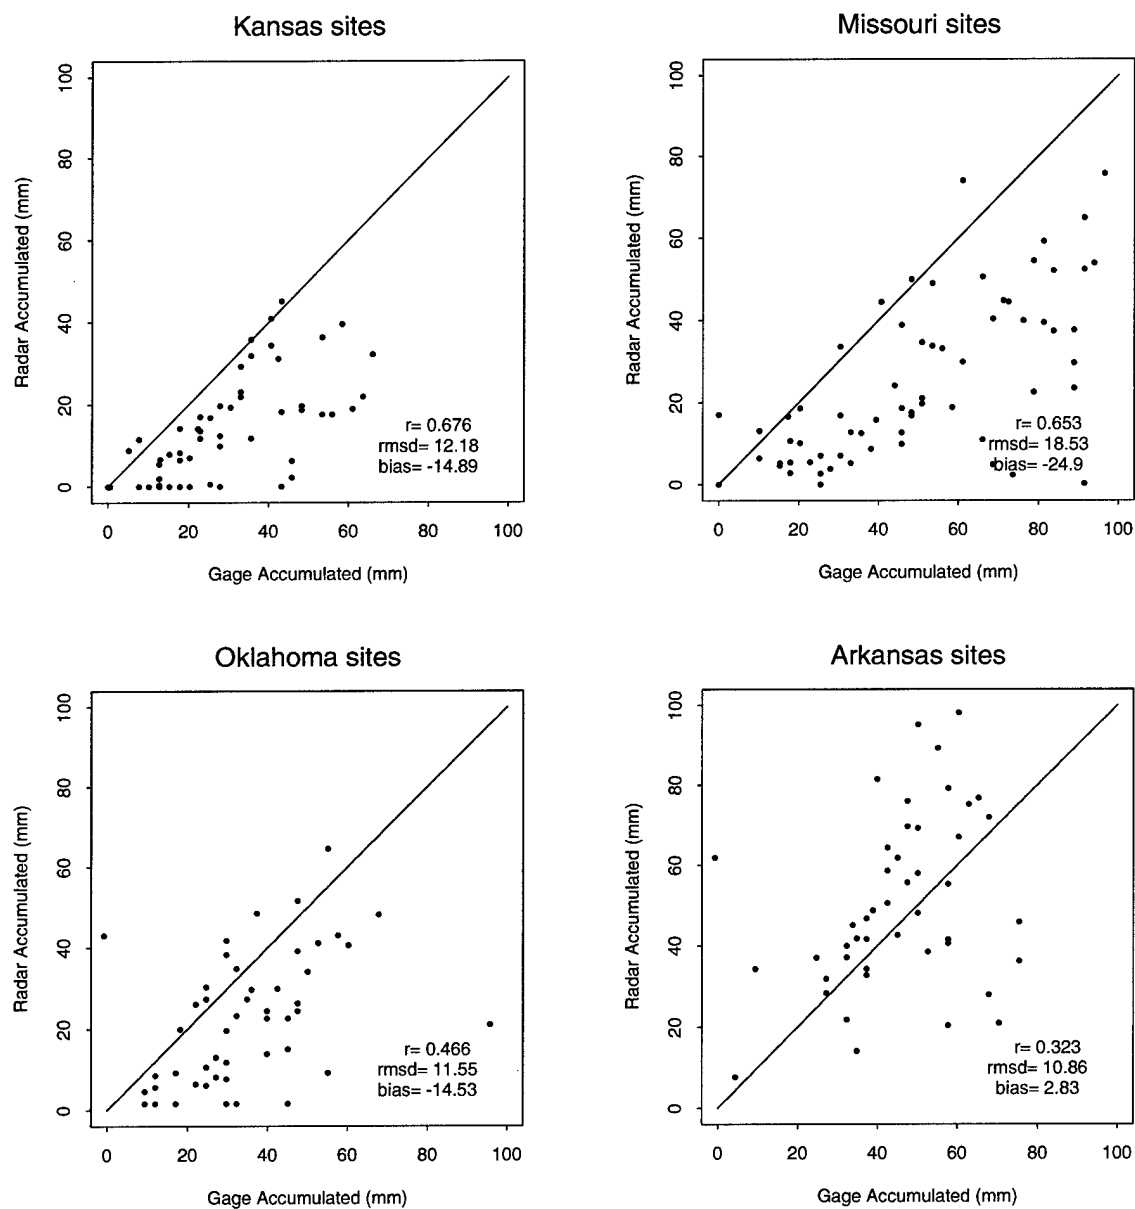 Kansas sites
Radar Accumulated (mm)
100
80
60
40
20
0
r= 0.676
rmsd= 12.18
bias= -14.89
0 20 40 60 80 100
Gage Accumulated (mm)
Missouri sites
Radar Accumulated (mm)
100
80
60
40
20
0
r= 0.653
rmsd= 18.53
bias= -24.9
0 20 40 60 80 100
Gage Accumulated (mm)
Oklahoma sites
Radar Accumulated (mm)
100
80
60
40
20
0
r= 0.466
rmsd= 11.55
bias= -14.53
0 20 40 60 80 100
Gage Accumulated (mm)
Arkansas sites
Radar Accumulated (mm)
100
80
60
40
20
0
r= 0.323
rmsd= 10.86
bias= 2.83
0 20 40 60 80 100
Gage Accumulated (mm)